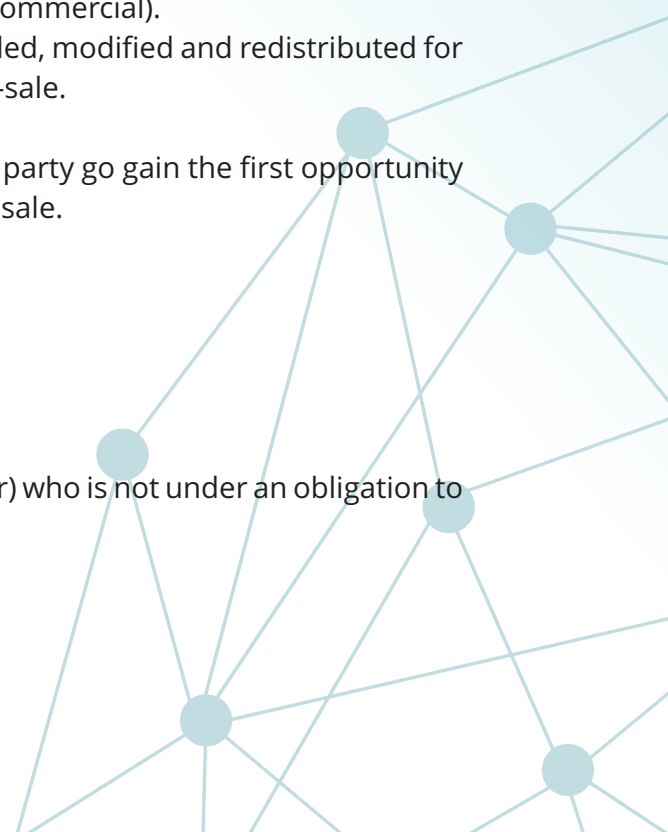 ommercial).
led, modified and redistributed for
-sale.
party go gain the first opportunity
sale.
r) who is not under an obligation to